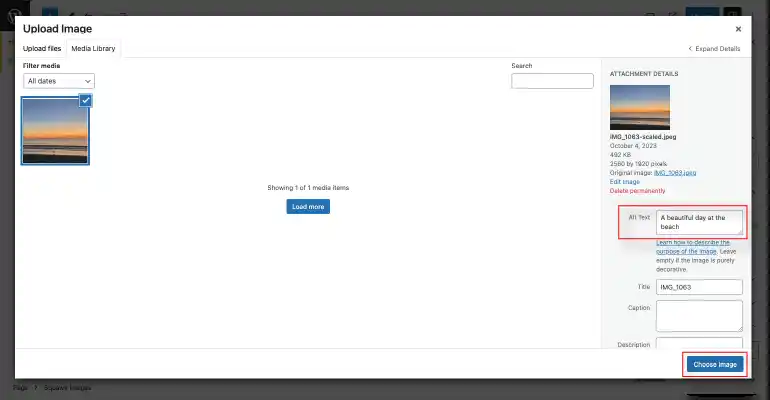 Upload Image
Upload files
Media Library
Expand Details
Filter media
All dates
Search
Showing 1 of 1 media items
Load more
ATTACHMENT DETAILS
IMG_1063-scaled.jpeg
October 4, 2023
492 KB
2560 by 1920 pixels
Original image: IMG_1063.jpeg
Edit Image
Delete permanently
Alt Text
A beautiful day at the
beach
Learn how to describe the
purpose of the image. Leave
empty if the image is purely
decorative.
Title
IMG_1063
Caption
Description
Choose Image
Page
Squarer Images